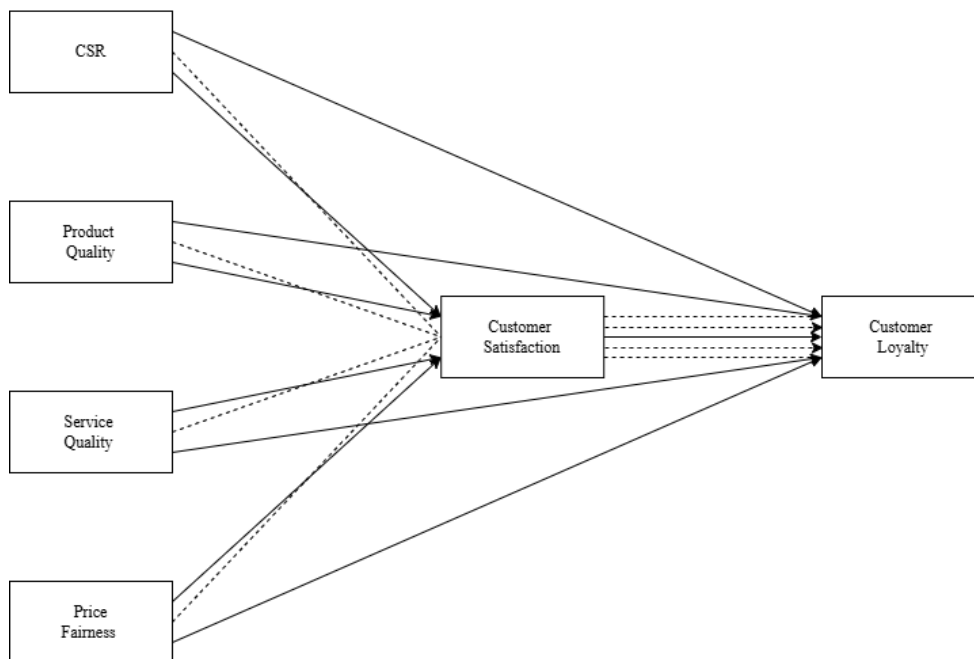 CSR
Product
Quality
Customer
Satisfaction
Customer
Loyalty
Service
Quality
Price
Fairness